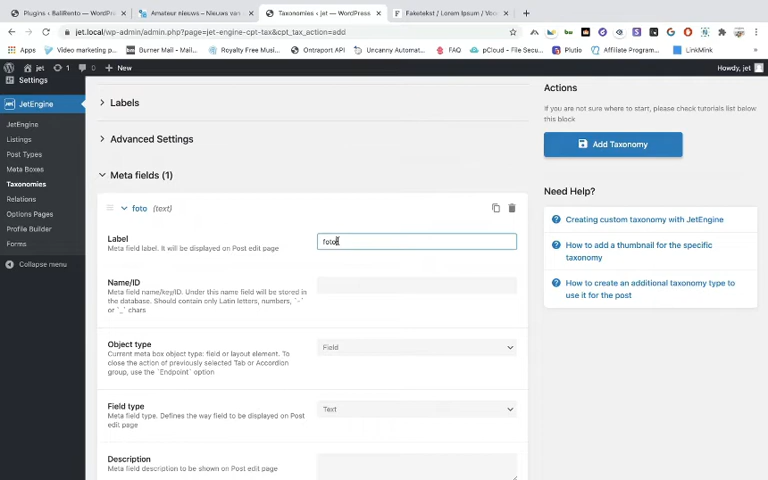 Plugins ‹ BaliRento — WordPr
Amateur nieuws – Nieuws van
Taxonomies ‹ jet — WordPress
Faketekst / Lorem Ipsum / Voo
jet.local/wp-admin/admin.php?page=jet-engine-cpt-tax&cpt_tax_action=add
Apps
Video marketing p...
Burner Mail - Mail...
Royalty Free Musi...
Ontraport API
Uncanny Automat...
FAQ
pCloud - File Secu...
Plutio
Affiliate Program...
LinkMink
jet
1
0
New
Howdy, jet
Settings
JetEngine
JetEngine
Listings
Post Types
Meta Boxes
Taxonomies
Relations
Options Pages
Profile Builder
Forms
Collapse menu
Labels
Advanced Settings
Meta fields (1)
foto (text)
Label
Meta field label. It will be displayed on Post edit page
foto
Name/ID
Meta field name/key/ID. Under this name field will be stored in
the database. Should contain only Latin letters, numbers, `-`
or `_` chars
Object type
Current meta box object type: field or layout element. To
close the action of previously selected Tab or Accordion
group, use the `Endpoint` option
Field
Field type
Meta field type. Defines the way field to be displayed on Post
edit page
Text
Description
Meta field description to be shown on Post edit page
Actions
If you are not sure where to start, please check tutorials list below
this block
Add Taxonomy
Need Help?
Creating custom taxonomy with JetEngine
How to add a thumbnail for the specific
taxonomy
How to create an additional taxonomy type to
use it for the post